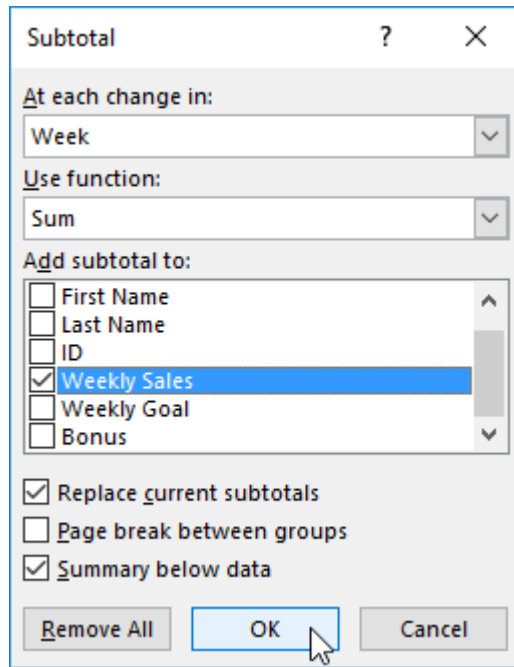 Subtotal ?
At each change in:
Week
Use function:
Sum
Add subtotal to:
First Name
Last Name
ID
Weekly Sales
Weekly Goal
Bonus
Replace current subtotals
Page break between groups
Summary below data
Remove All OK Cancel